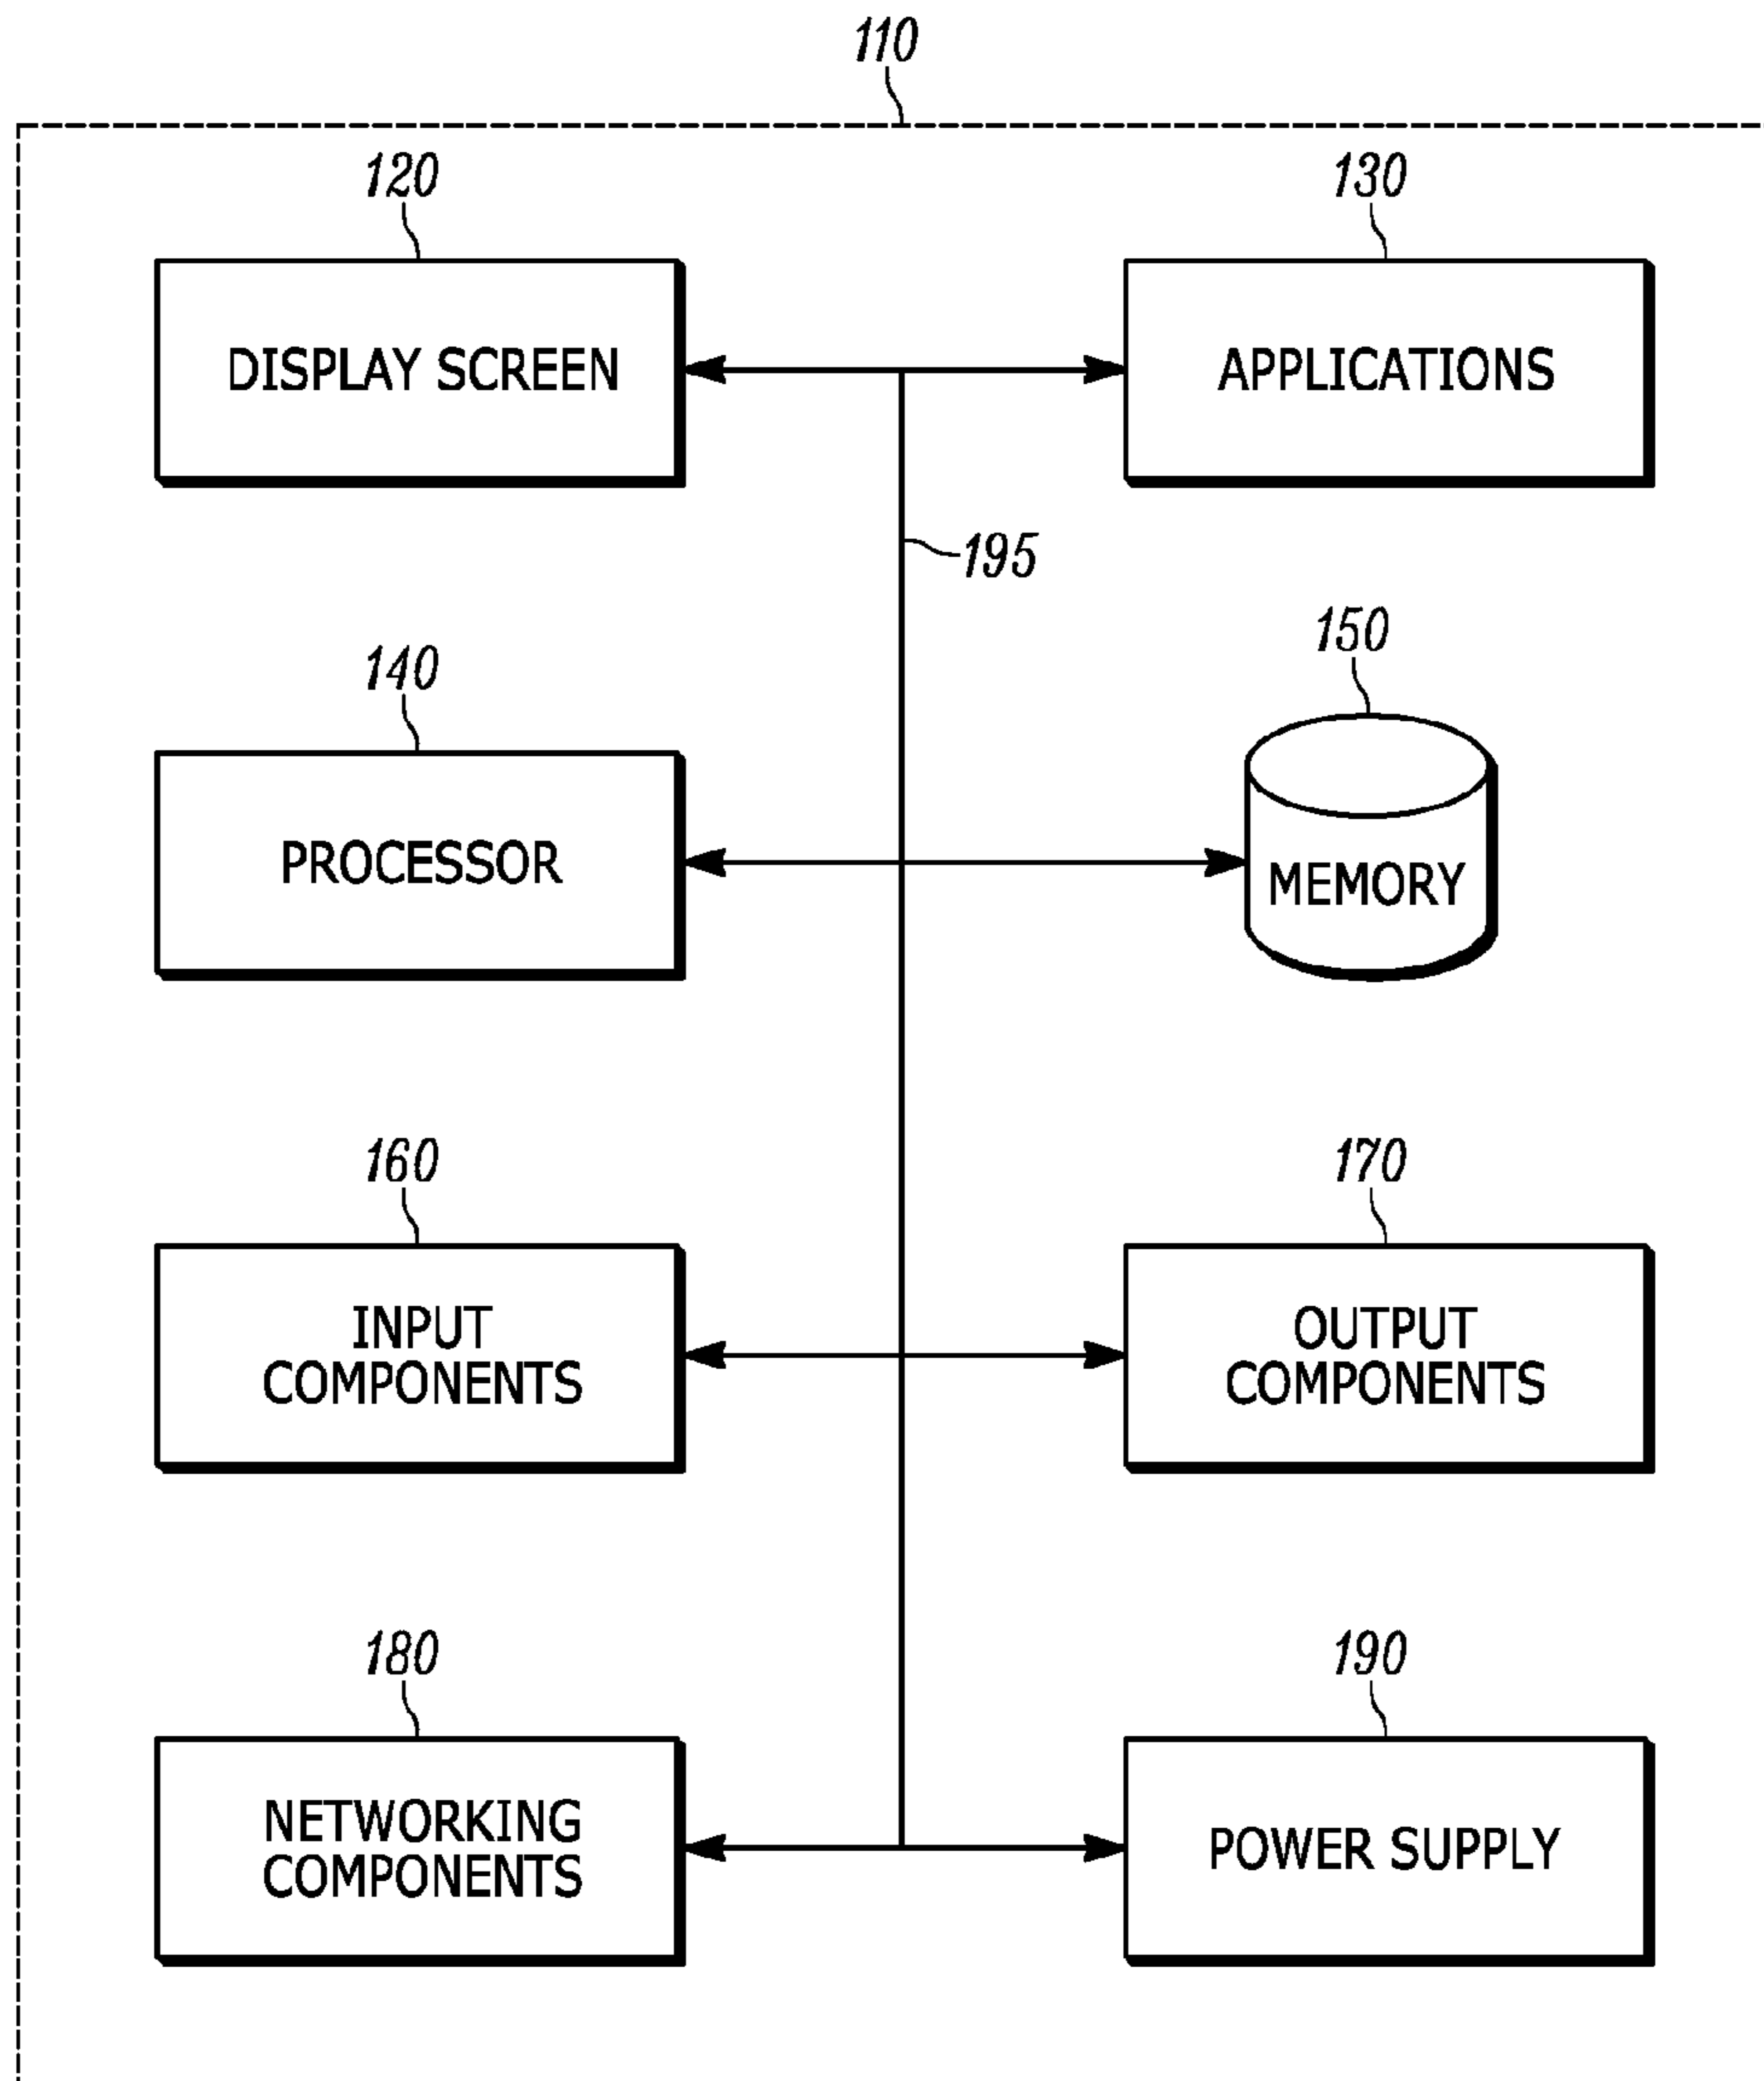 110
120
130
DISPLAY SCREEN
APPLICATIONS
195
140
150
PROCESSOR
MEMORY
160
170
INPUT
COMPONENTS
OUTPUT
COMPONENTS
180
190
NETWORKING
COMPONENTS
POWER SUPPLY